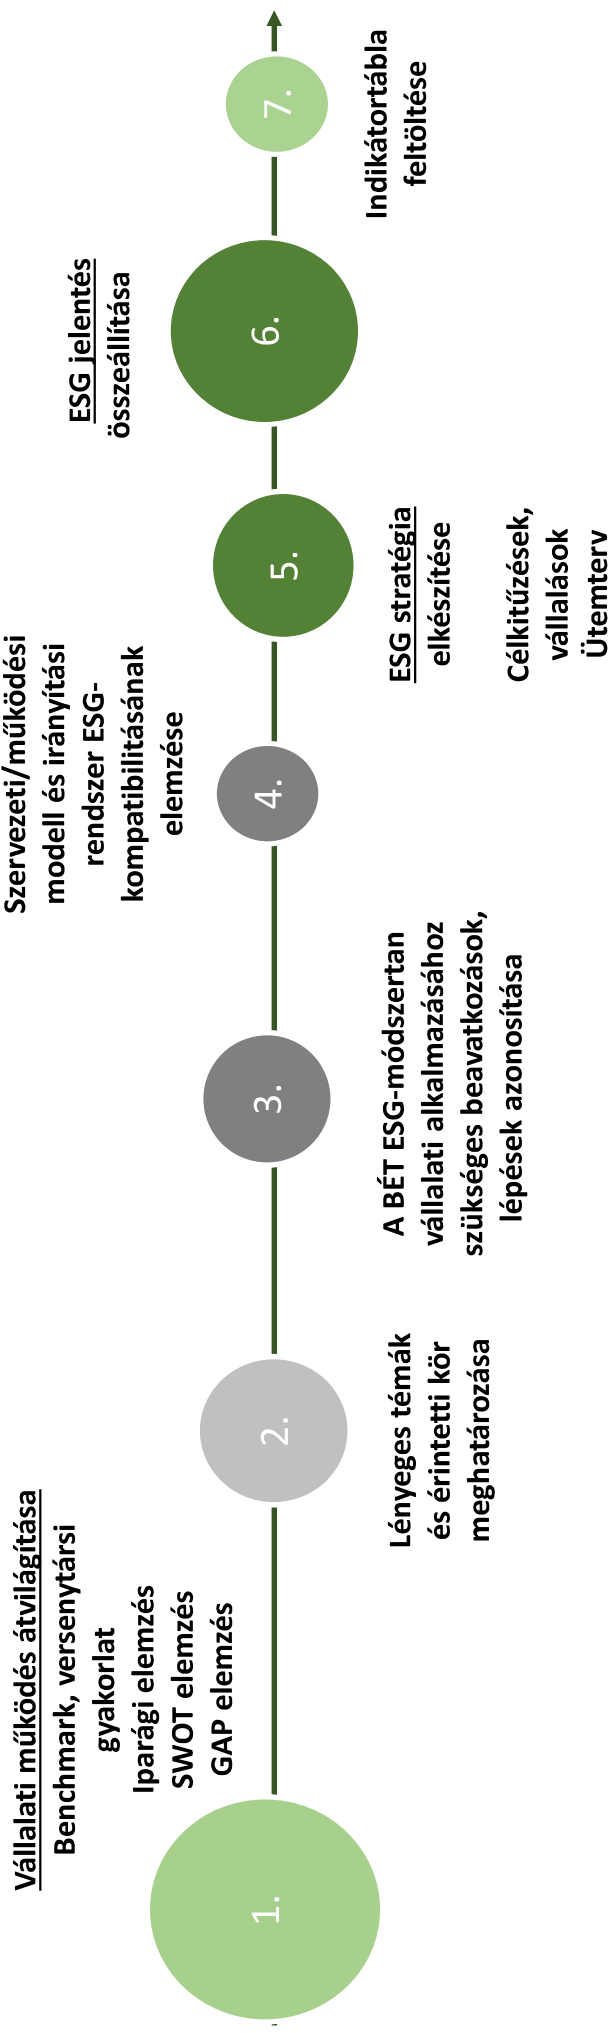 1.
Vállalati működés átvilágítása
Benchmark, versenytársi
gyakorlat
Iparági elemzés
SWOT elemzés
GAP elemzés
2.
Lényeges témák
és érintetti kör
meghatározása
3.
A BÉT ESG-módszertan
vállalati alkalmazásához
szükséges beavatkozások,
lépések azonosítása
4.
Szervezeti/működési
modell és irányítási
rendszer ESG-
kompatibilitásának
elemzése
5.
ESG stratégia
elkészítése
Célkitűzések,
vállalások
Ütemterv
6.
ESG jelentés
összeállítása
7.
Indikátortábla
feltöltése